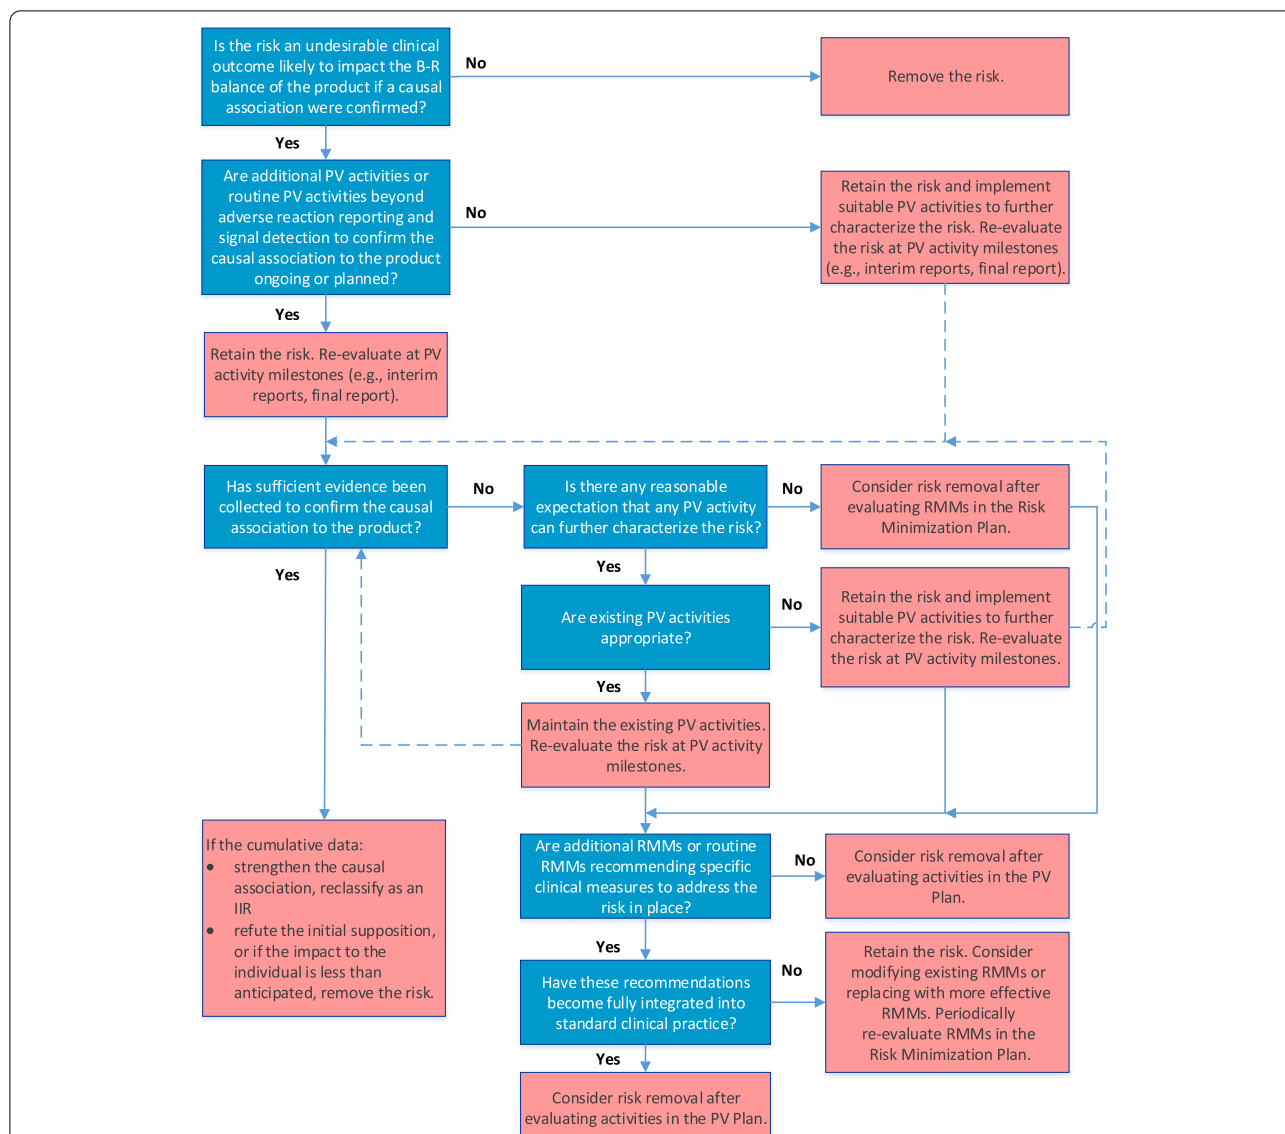 Is the risk an undesirable clinical
outcome likely to impact the B-R
balance of the product if a causal
association were confirmed?
No
Remove the risk.
Yes
Are additional PV activities or
routine PV activities beyond
adverse reaction reporting and
signal detection to confirm the
causal association to the product
ongoing or planned?
No
Retain the risk and implement
suitable PV activities to further
characterize the risk. Re-evaluate
the risk at PV activity milestones
(e.g., interim reports, final report).
Yes
Retain the risk. Re-evaluate at PV
activity milestones (e.g., interim
reports, final report).
Has sufficient evidence been
collected to confirm the causal
association to the product?
No
Is there any reasonable
expectation that any PV activity
can further characterize the risk?
No
Consider risk removal after
evaluating RMMs in the Risk
Minimization Plan.
Yes
Yes
Are existing PV activities
appropriate?
No
Retain the risk and implement
suitable PV activities to further
characterize the risk. Re-evaluate
the risk at PV activity milestones.
Yes
Maintain the existing PV activities.
Re-evaluate the risk at PV activity
milestones.
If the cumulative data:
● strengthen the causal
association, reclassify as an
IIR
● refute the initial supposition,
or if the impact to the
individual is less than
anticipated, remove the risk.
Are additional RMMs or routine
RMMs recommending specific
clinical measures to address the
risk in place?
No
Consider risk removal after
evaluating activities in the PV
Plan.
Yes
Have these recommendations
become fully integrated into
standard clinical practice?
No
Retain the risk. Consider
modifying existing RMMs or
replacing with more effective
RMMs. Periodically
re-evaluate RMMs in the
Risk Minimization Plan.
Yes
Consider risk removal after
evaluating activities in the PV Plan.